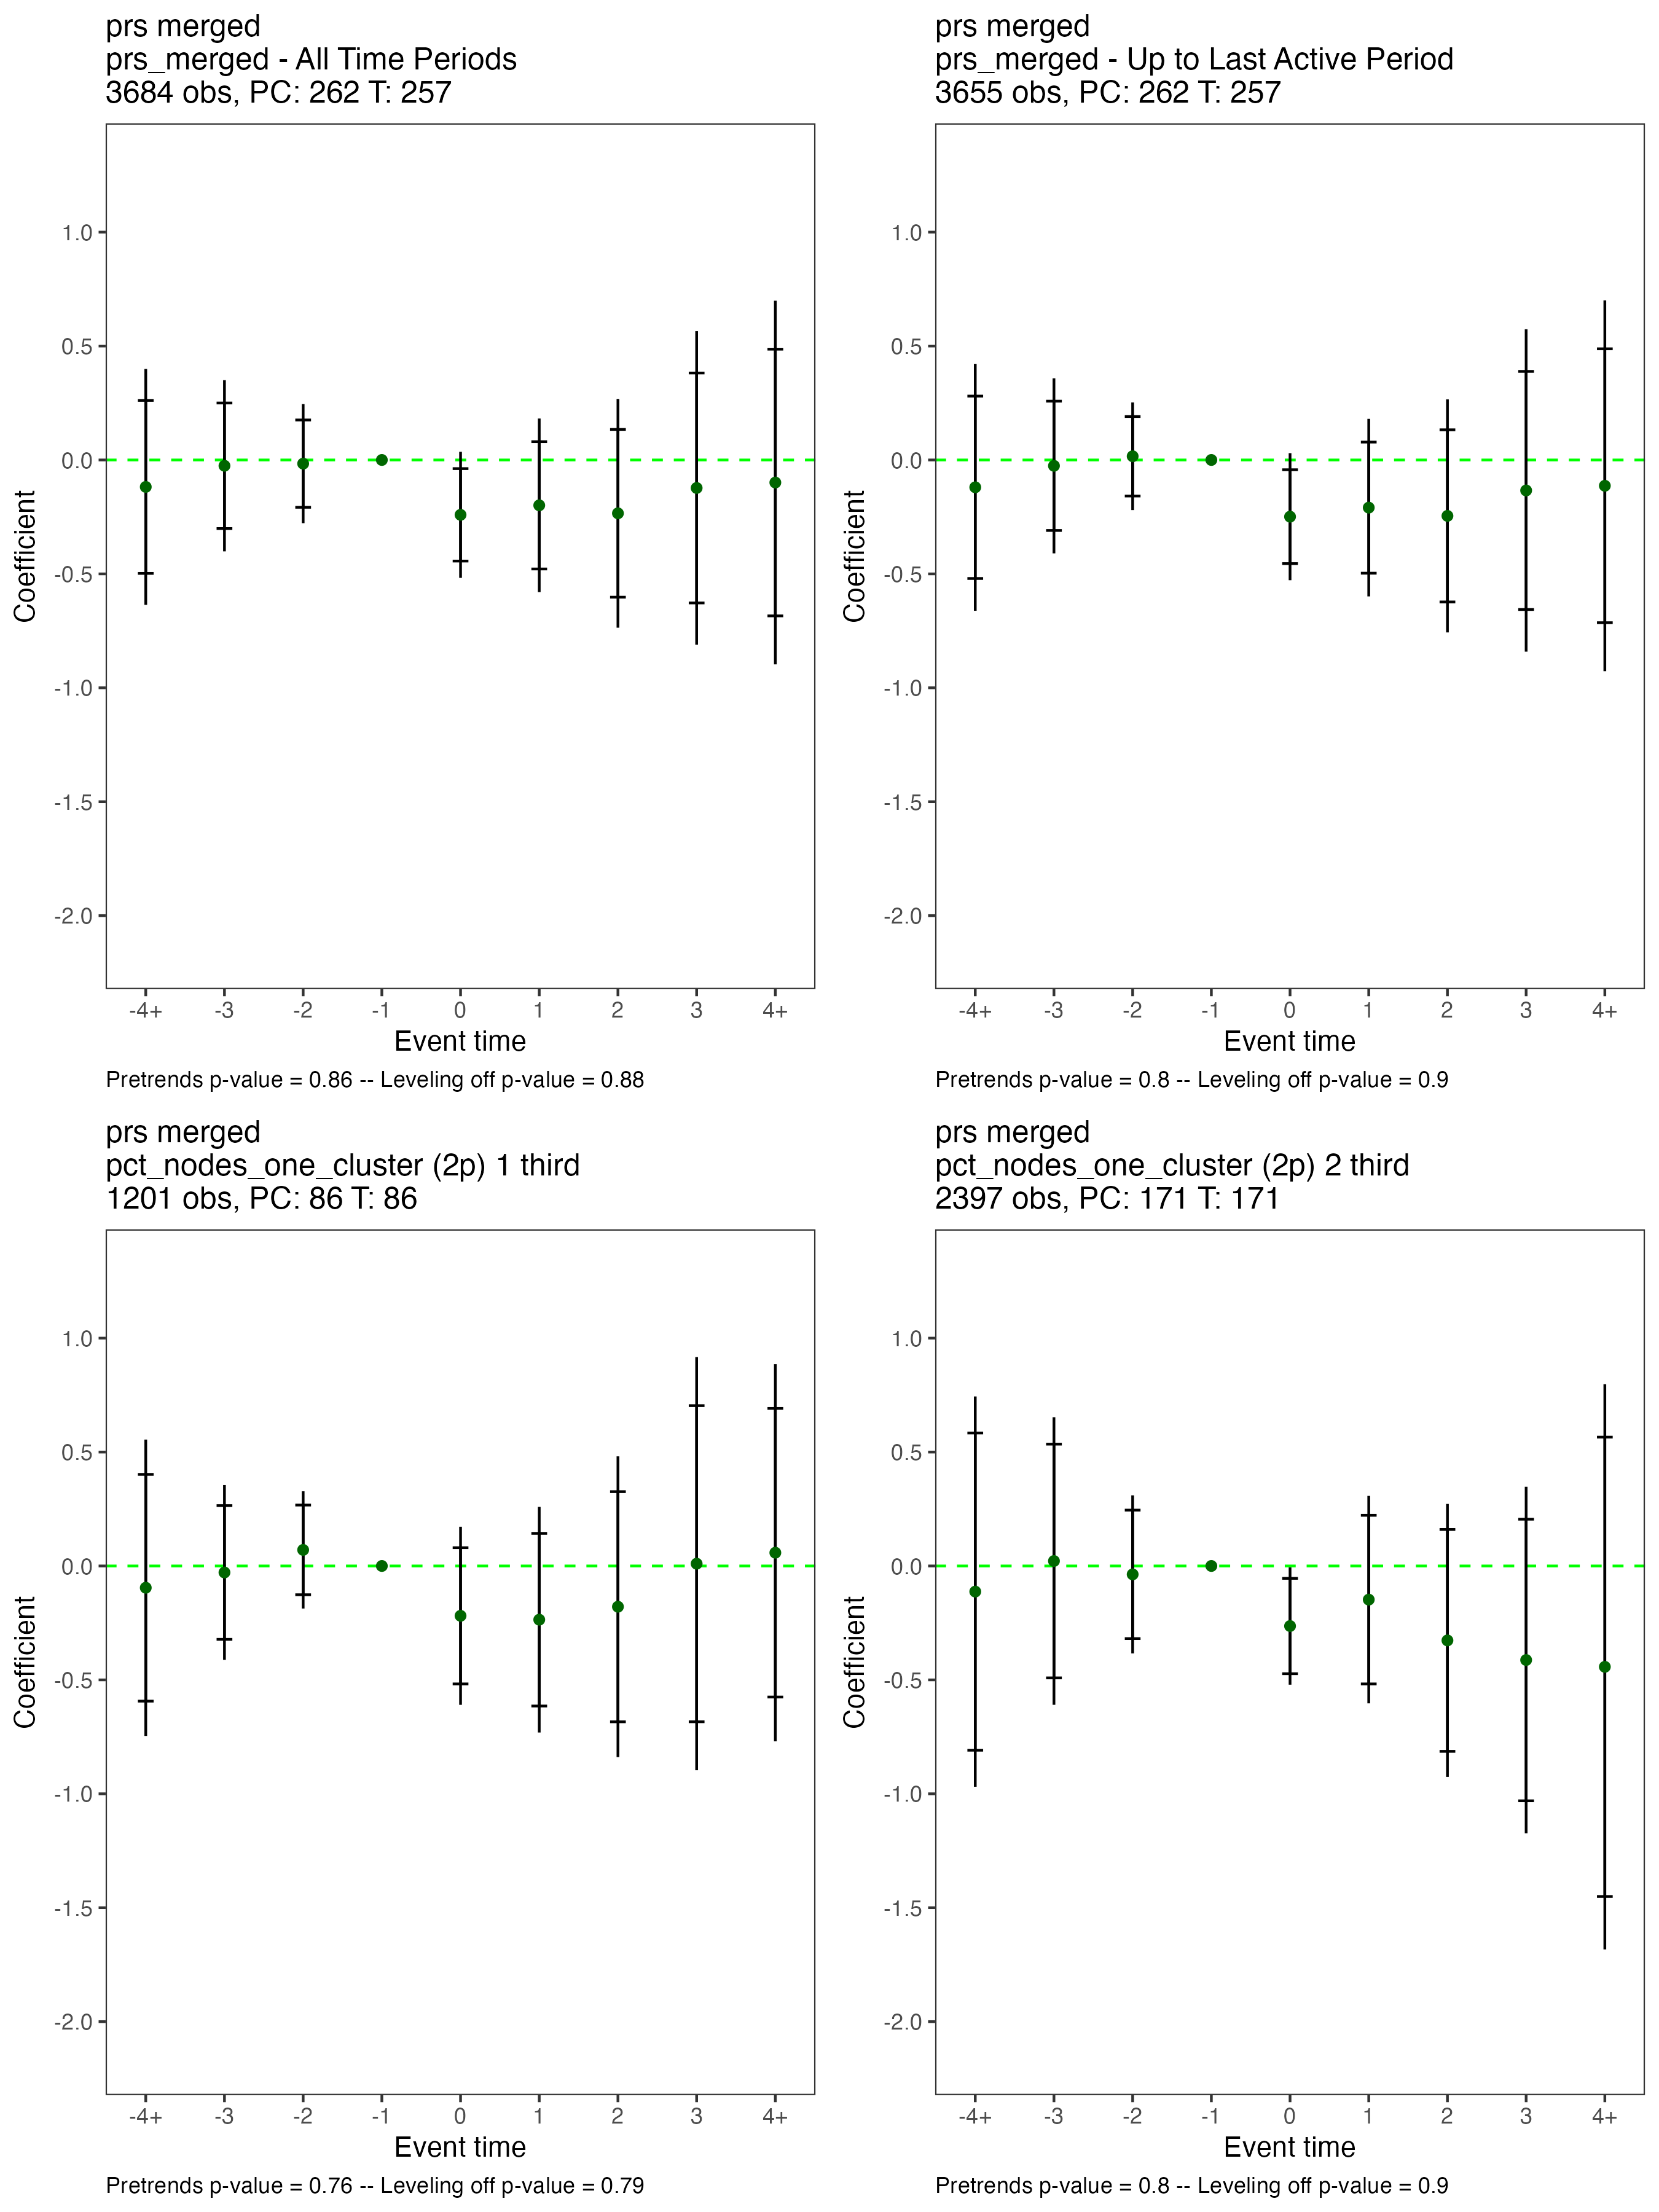 prs merged
prs_merged - All Time Periods
3684 obs, PC: 262 T: 257
1.0
0.5
0.0
-0.5
-1.0
-1.5
-2.0
Coefficient
-4+ -3 -2 -1 0 1 2 3 4+
Event time
Pretrends p-value = 0.86 -- Leveling off p-value = 0.88
prs merged
prs_merged - Up to Last Active Period
3655 obs, PC: 262 T: 257
1.0
0.5
0.0
-0.5
-1.0
-1.5
-2.0
Coefficient
-4+ -3 -2 -1 0 1 2 3 4+
Event time
Pretrends p-value = 0.8 -- Leveling off p-value = 0.9
prs merged
pct_nodes_one_cluster (2p) 1 third
1201 obs, PC: 86 T: 86
1.0
0.5
0.0
-0.5
-1.0
-1.5
-2.0
Coefficient
-4+ -3 -2 -1 0 1 2 3 4+
Event time
Pretrends p-value = 0.76 -- Leveling off p-value = 0.79
prs merged
pct_nodes_one_cluster (2p) 2 third
2397 obs, PC: 171 T: 171
1.0
0.5
0.0
-0.5
-1.0
-1.5
-2.0
Coefficient
-4+ -3 -2 -1 0 1 2 3 4+
Event time
Pretrends p-value = 0.8 -- Leveling off p-value = 0.9